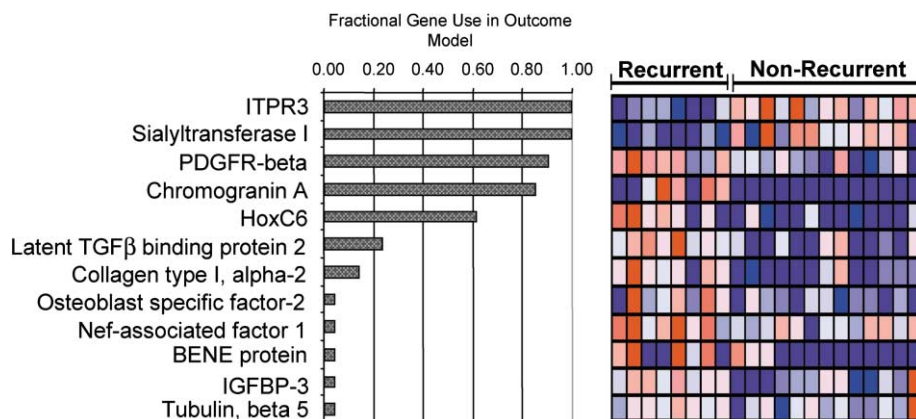 Fractional Gene Use in Outcome
Model
0.00 0.20 0.40 0.60 0.80 1.00
Recurrent Non-Recurrent
ITPR3
Sialyltransferase I
PDGFR-beta
Chromogranin A
HoxC6
Latent TGFβ binding protein 2
Collagen type I, alpha-2
Osteoblast specific factor-2
Nef-associated factor 1
BENE protein
IGFBP-3
Tubulin, beta 5